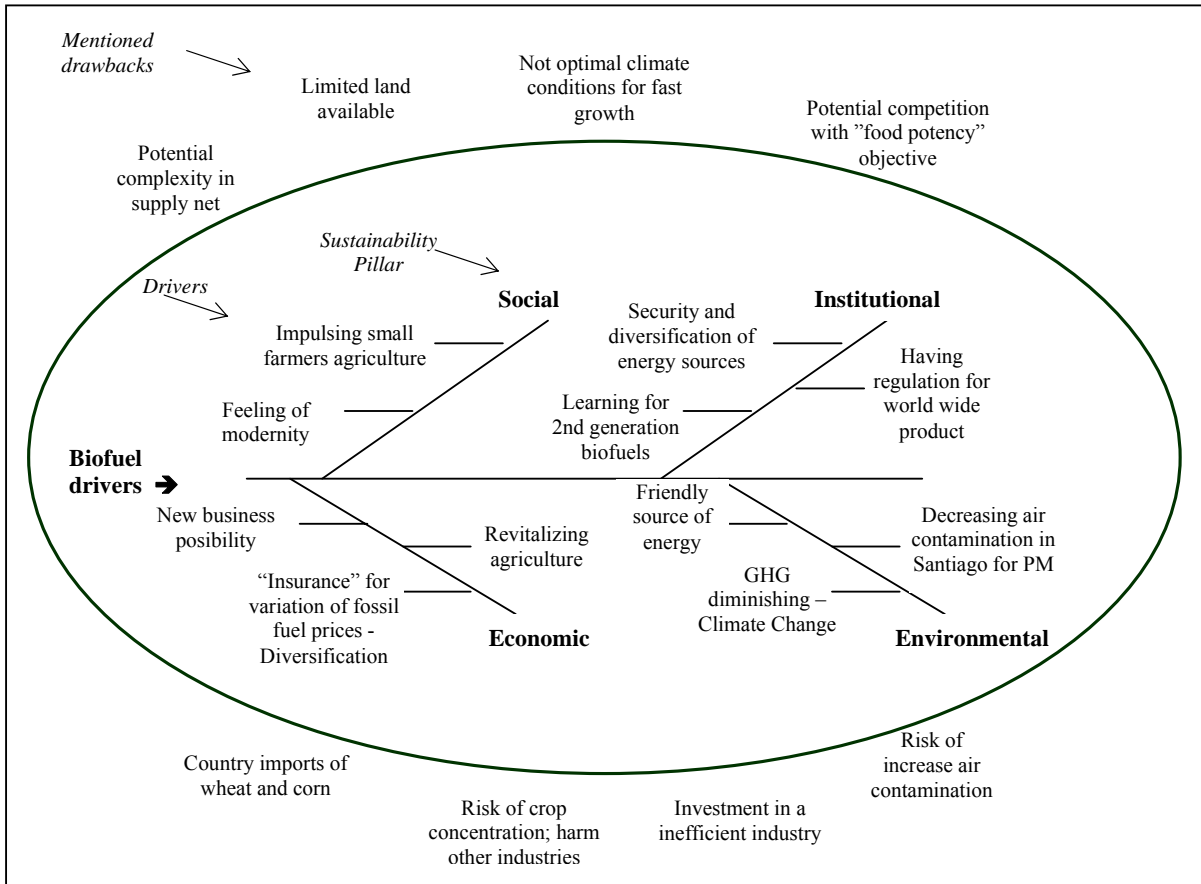 Mentioned
drawbacks
Limited land
available
Not optimal climate
conditions for fast
growth
Potential competition
with ”food potency”
objective
Potential
complexity in
supply net
Sustainability
Pillar
Drivers
Social
Institutional
Impulsing small
farmers agriculture
Security and
diversification of
energy sources
Having
regulation for
world wide
product
Feeling of
modernity
Learning for
2nd generation
biofuels
Biofuel
drivers ➔
New business
posibility
Revitalizing
agriculture
Friendly
source of
energy
Decreasing air
contamination in
Santiago for PM
“Insurance” for
variation of fossil
fuel prices -
Diversification
GHG
diminishing –
Climate Change
Economic
Environmental
Country imports of
wheat and corn
Risk of crop
concentration; harm
other industries
Investment in a
inefficient industry
Risk of
increase air
contamination